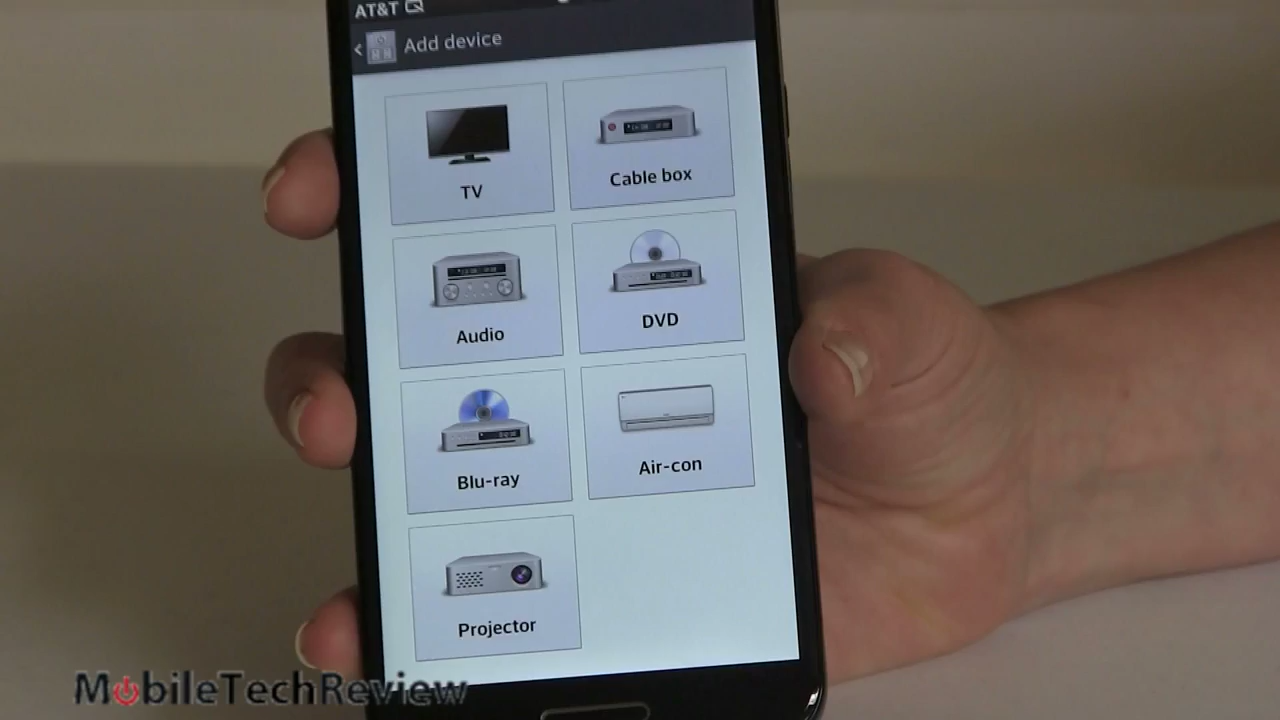 AT&T
Add device
TV
Cable box
Audio
DVD
Blu-ray
Air-con
Projector
MobileTechReview